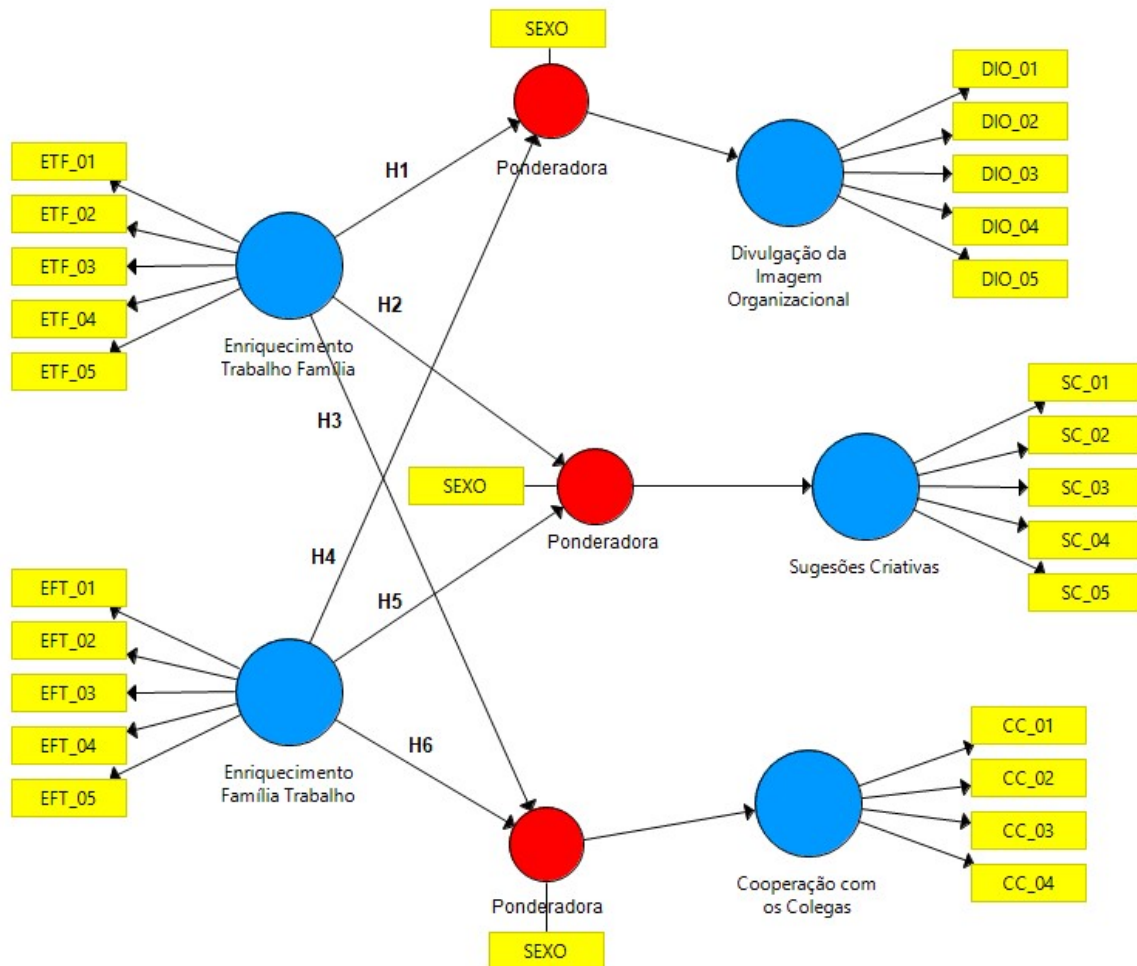 SEXO
Ponderadora
DIO_01
DIO_02
DIO_03
DIO_04
DIO_05
Divulgação da
Imagem
Organizacional
ETF_01
ETF_02
ETF_03
ETF_04
ETF_05
Enriquecimento
Trabalho Família
H1
H2
H3
SEXO
Ponderadora
SC_01
SC_02
SC_03
SC_04
SC_05
Sugesões Criativas
H4
H5
H6
EFT_01
EFT_02
EFT_03
EFT_04
EFT_05
Enriquecimento
Família Trabalho
Ponderadora
SEXO
CC_01
CC_02
CC_03
CC_04
Cooperação com
os Colegas